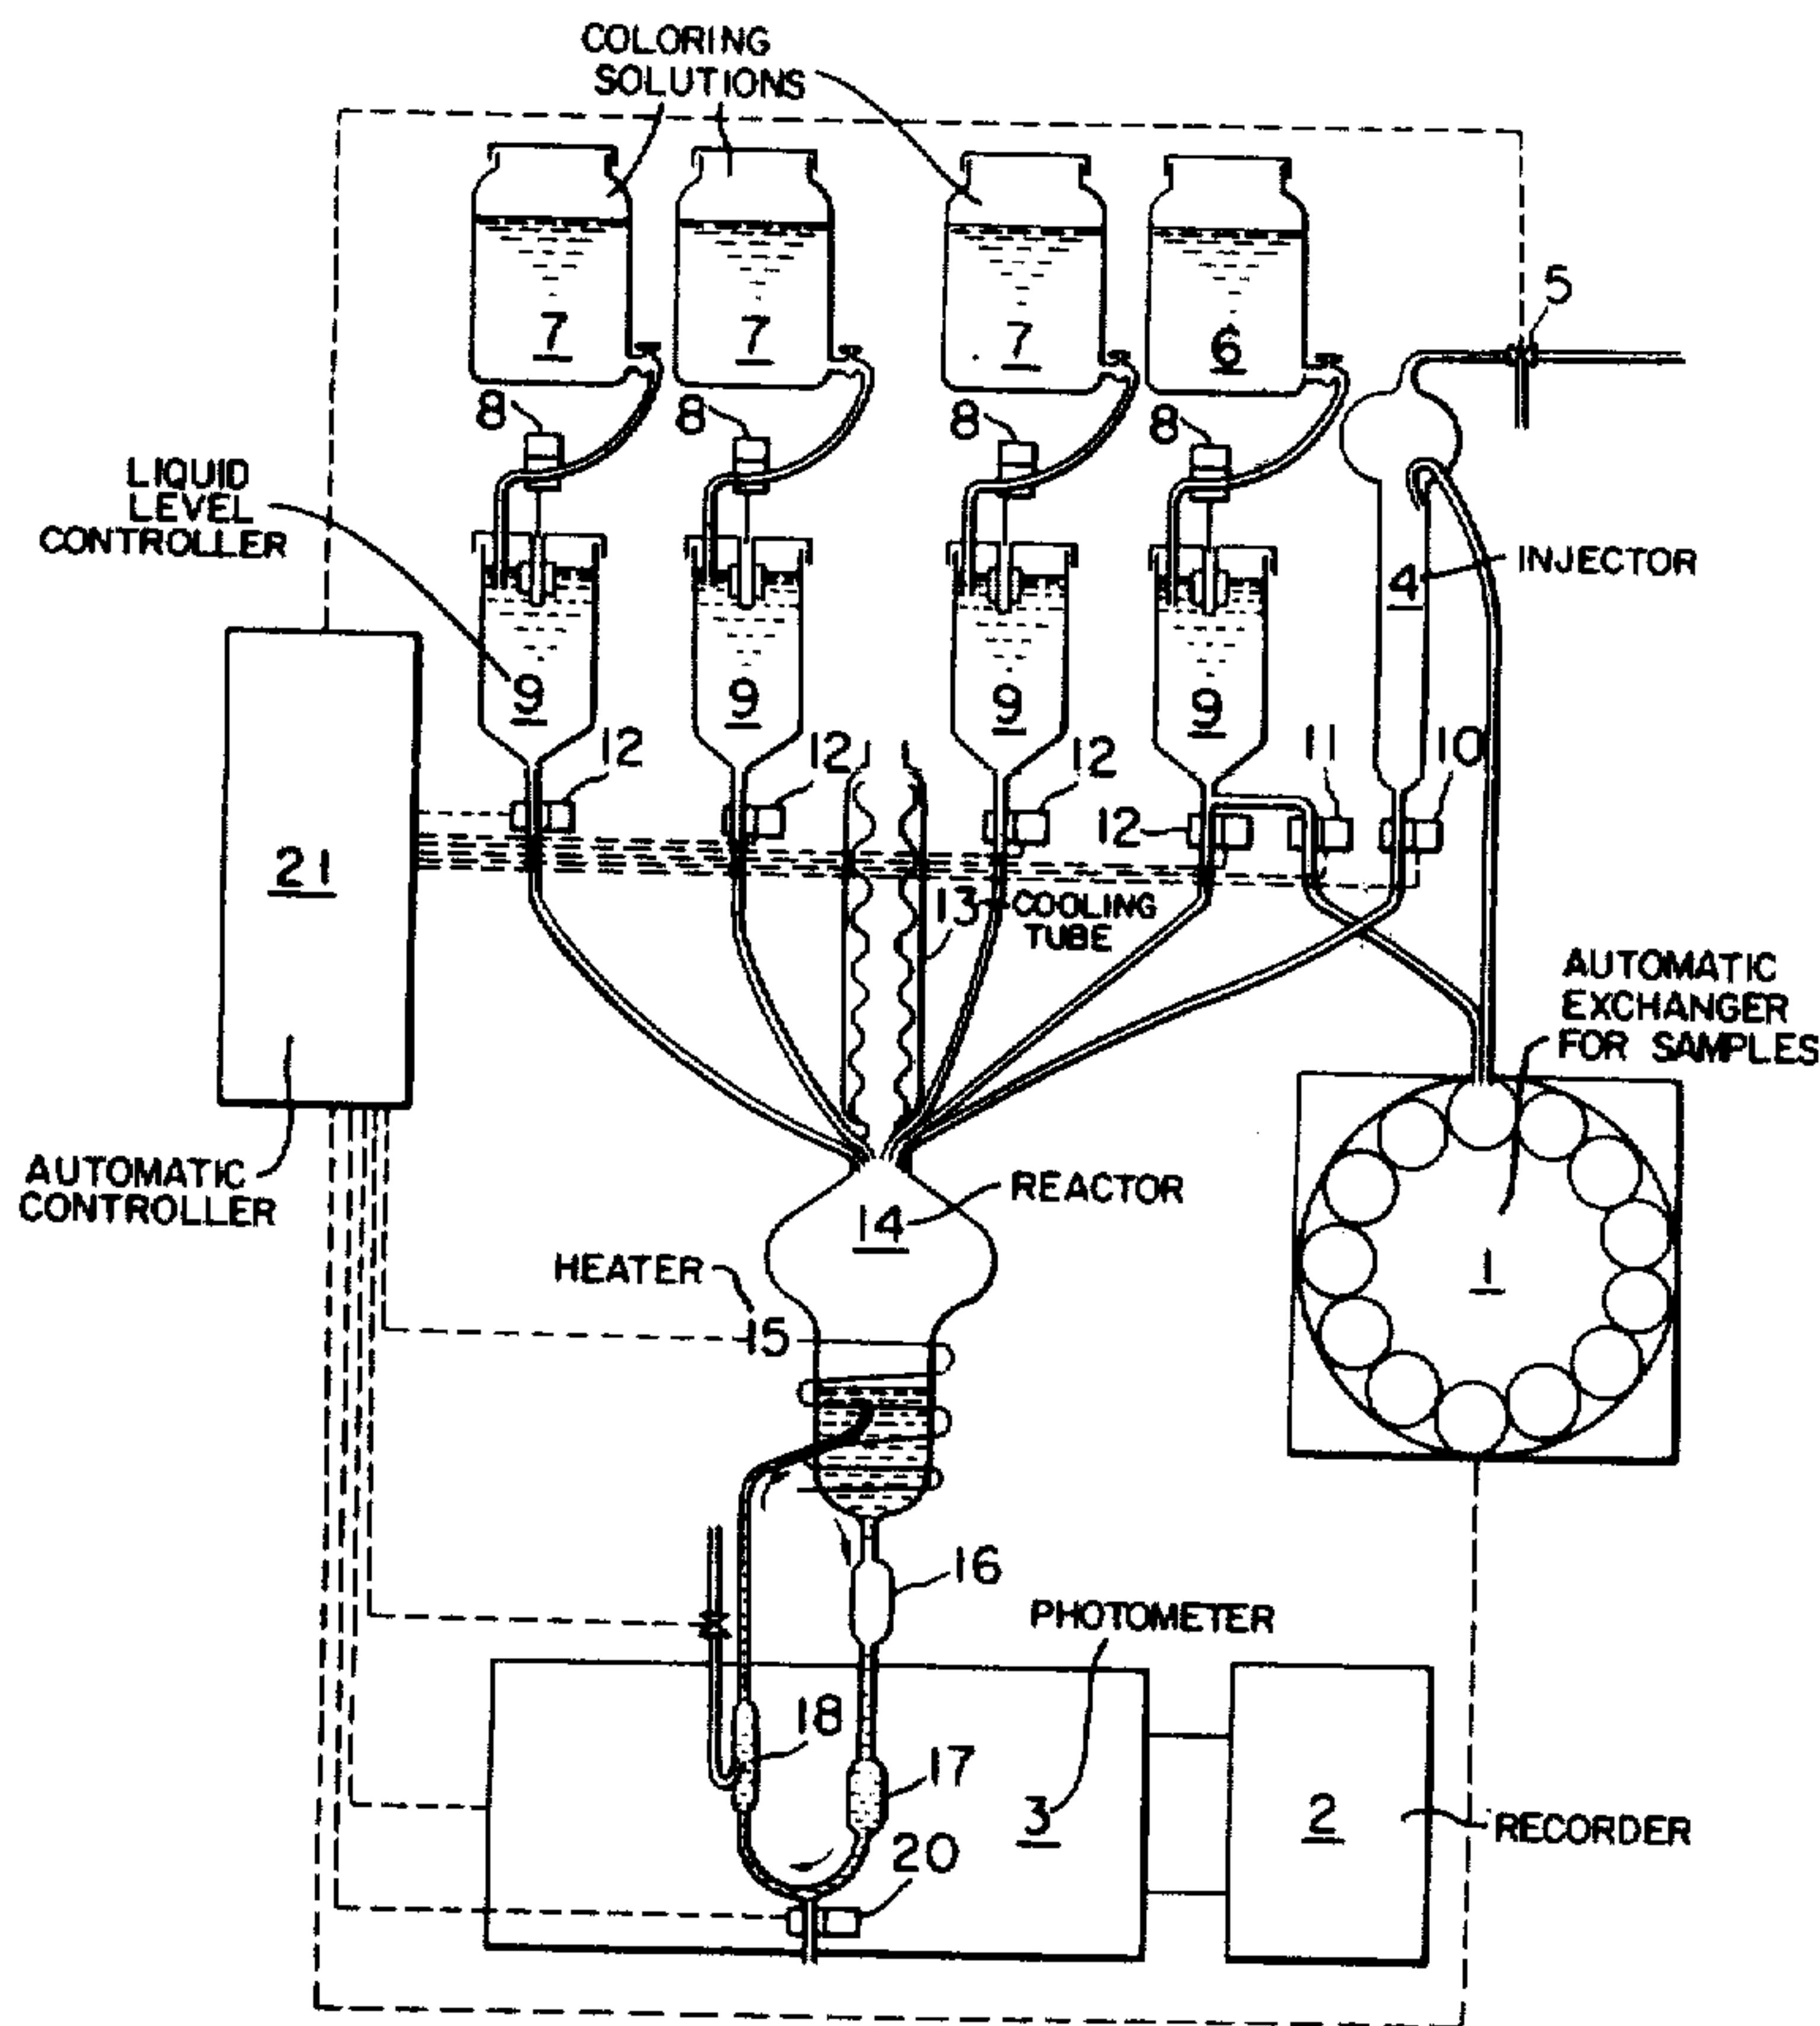 COLORING
SOLUTIONS
5
7
7
7
6
8
8
8
8
LIQUID
LEVEL
CONTROLLER
4
INJECTOR
9
9
9
9
12
12
12
12
11
10
21
13
COOLING
TUBE
AUTOMATIC
EXCHANGER
FOR SAMPLES
AUTOMATIC
CONTROLLER
REACTOR
14
HEATER
15
1
16
PHOTOMETER
18
17
3
2
RECORDER
20